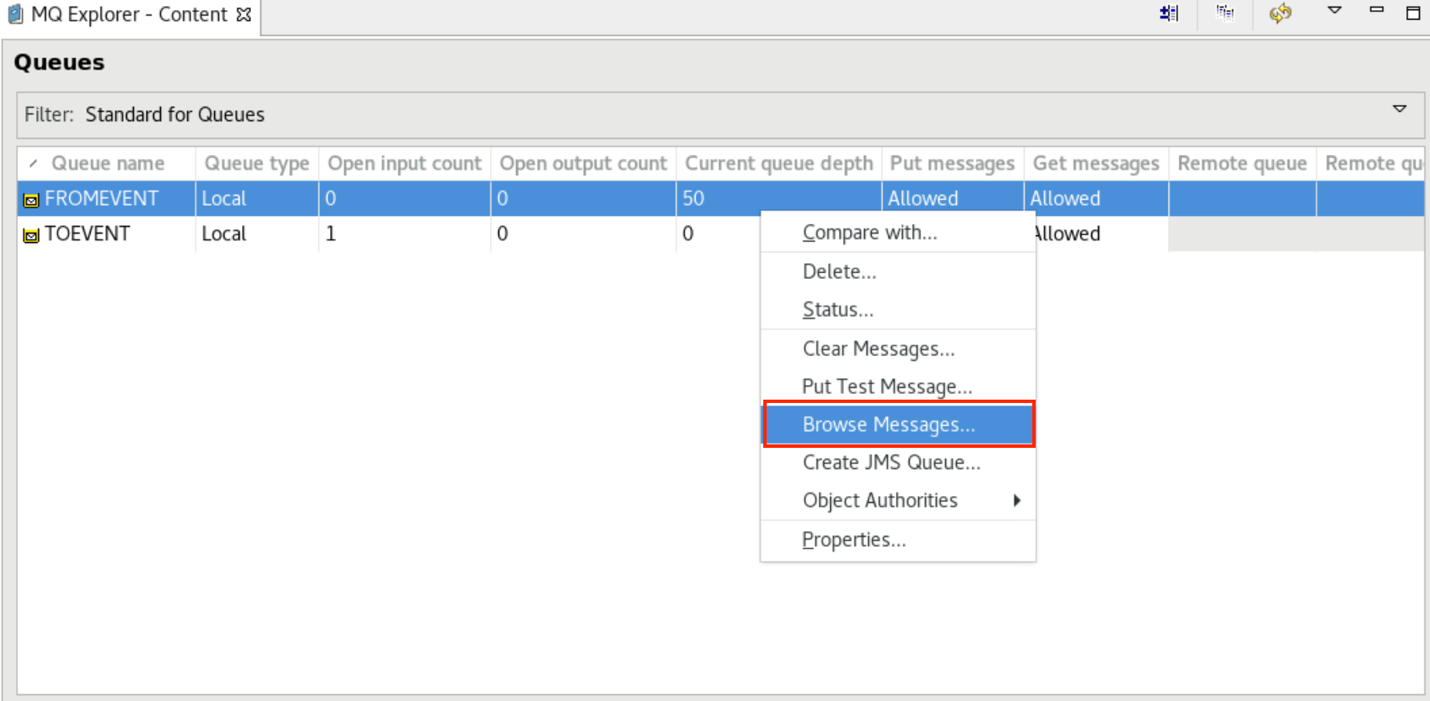 MQ Explorer - Content
Queues
Filter: Standard for Queues
Queue name Queue type Open input count Open output count Current queue depth Put messages Get messages Remote queue Remote qu
FROMEVENT Local 0 0 50 Allowed Allowed
TOEVENT Local 1 0 0 Allowed
Compare with...
Delete...
Status...
Clear Messages...
Put Test Message...
Browse Messages...
Create JMS Queue...
Object Authorities
Properties...